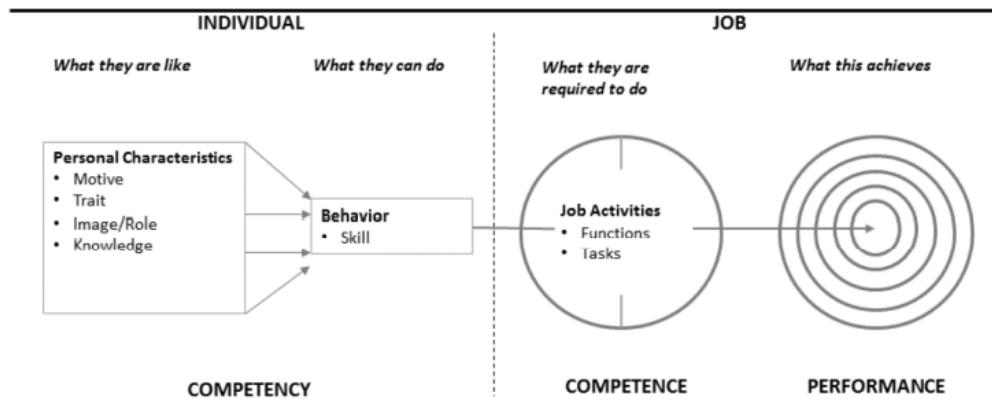 INDIVIDUAL
JOB
What they are like
What they can do
What they are
required to do
What this achieves
Personal Characteristics
• Motive
• Trait
• Image/Role
• Knowledge
Behavior
• Skill
Job Activities
• Functions
• Tasks
COMPETENCY
COMPETENCE
PERFORMANCE